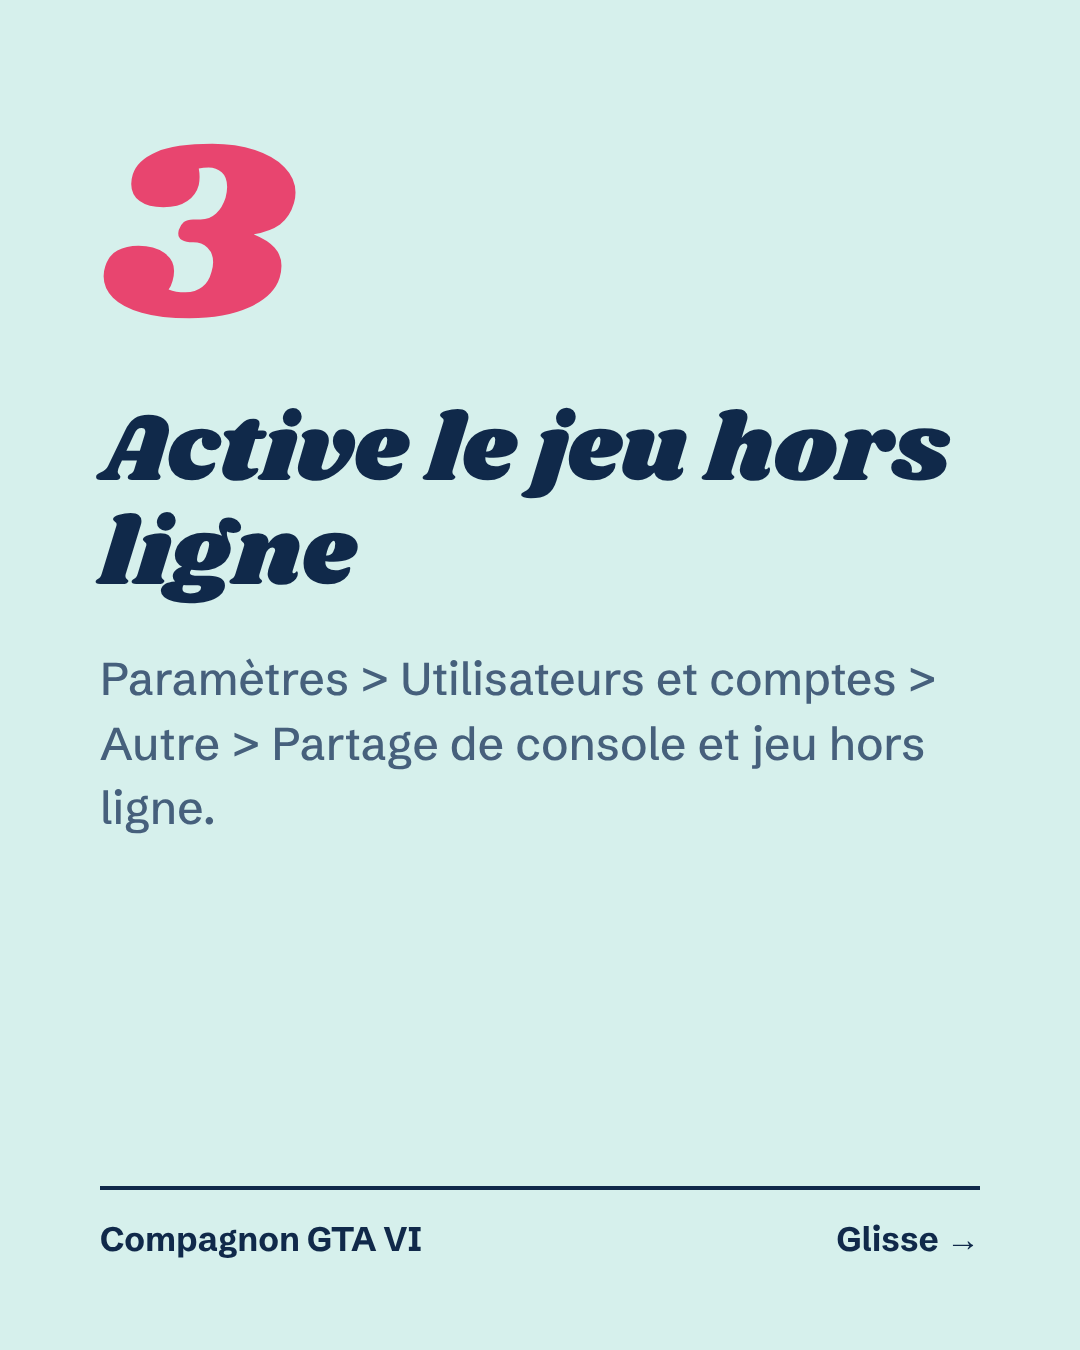 3
Active le jeu hors
ligne
Paramètres > Utilisateurs et comptes >
Autre > Partage de console et jeu hors
ligne.
Compagnon GTA VI
Glisse →